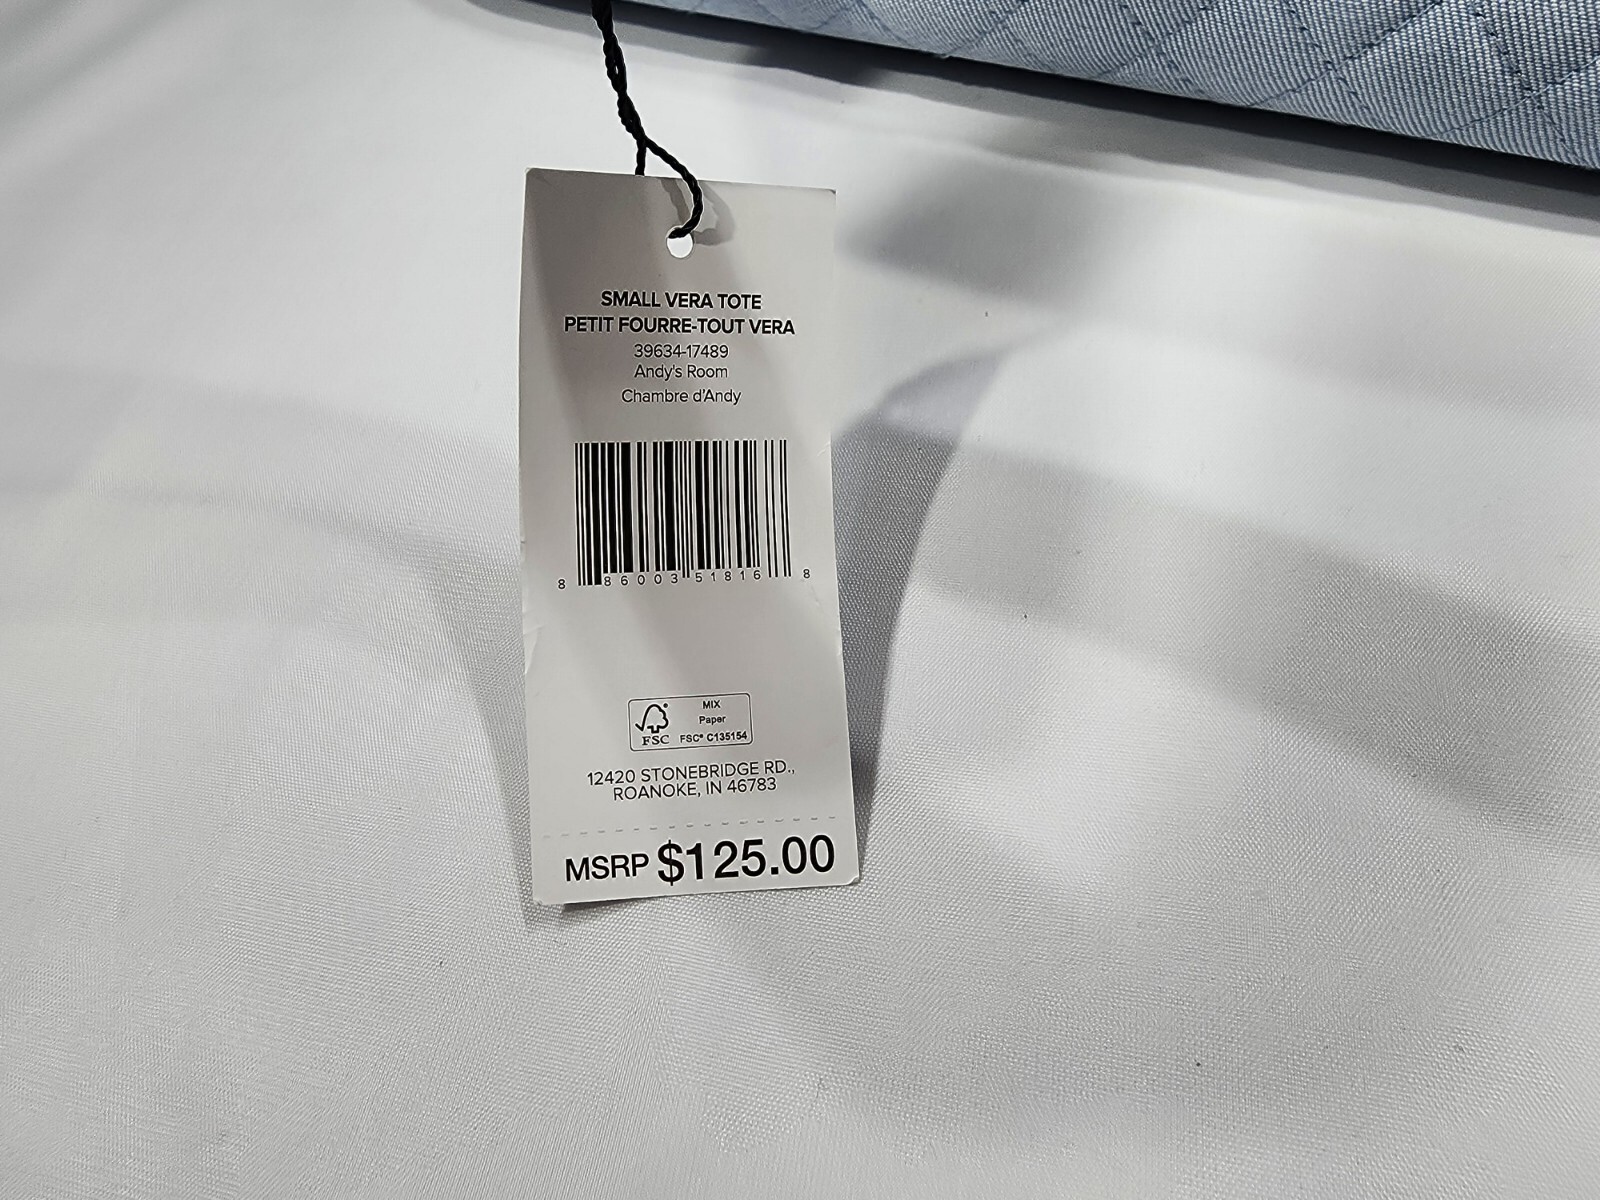 SMALL VERA TOTE
PETIT FOURRE-TOUT VERA
39634-17489
Andy's Room
Chambre d'Andy
8 86003 51816 8
MIX
Paper
FSC® C135154
FSC
12420 STONEBRIDGE RD.,
ROANOKE, IN 46783
MSRP $125.00